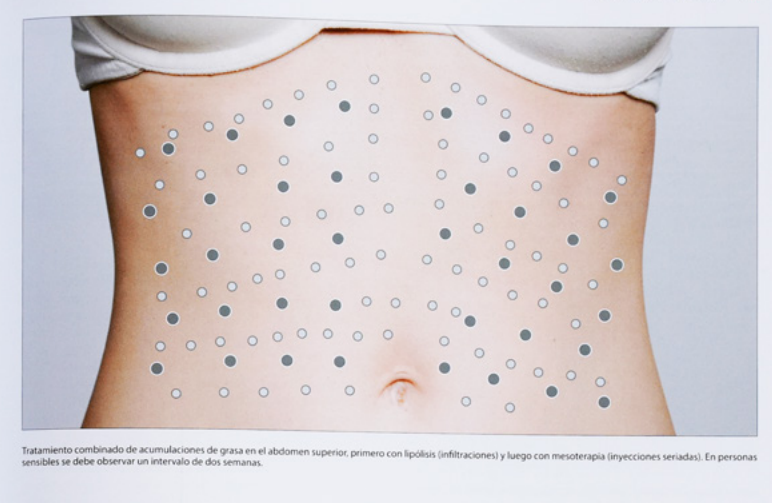 Tratamiento combinado de acumulaciones de grasa en el abdomen superior, primero con lipólisis (infiltraciones) y luego con mesoterapia (inyecciones seriadas). En personas
sensibles se debe observar un intervalo de dos semanas.